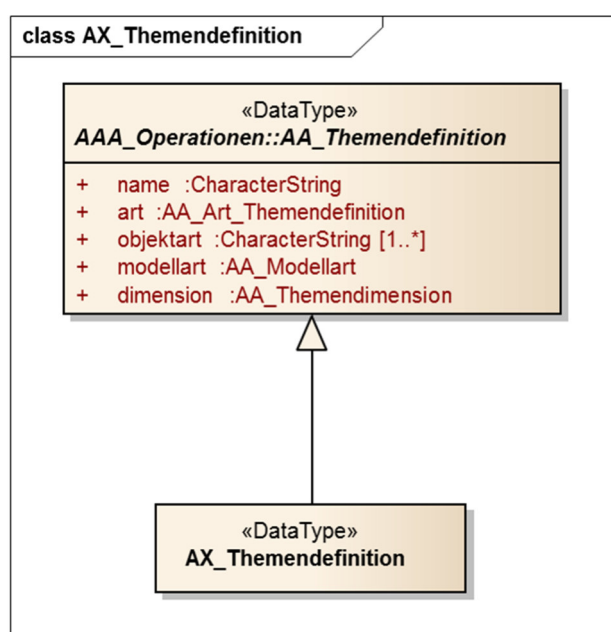 class AX_Themendefinition
«DataType»
AAA_Operationen::AA_Themendefinition
+ name :CharacterString
+ art :AA_Art_Themendefinition
+ objektart :CharacterString [1..*]
+ modellart :AA_Modellart
+ dimension :AA_Themendimension
«DataType»
AX_Themendefinition